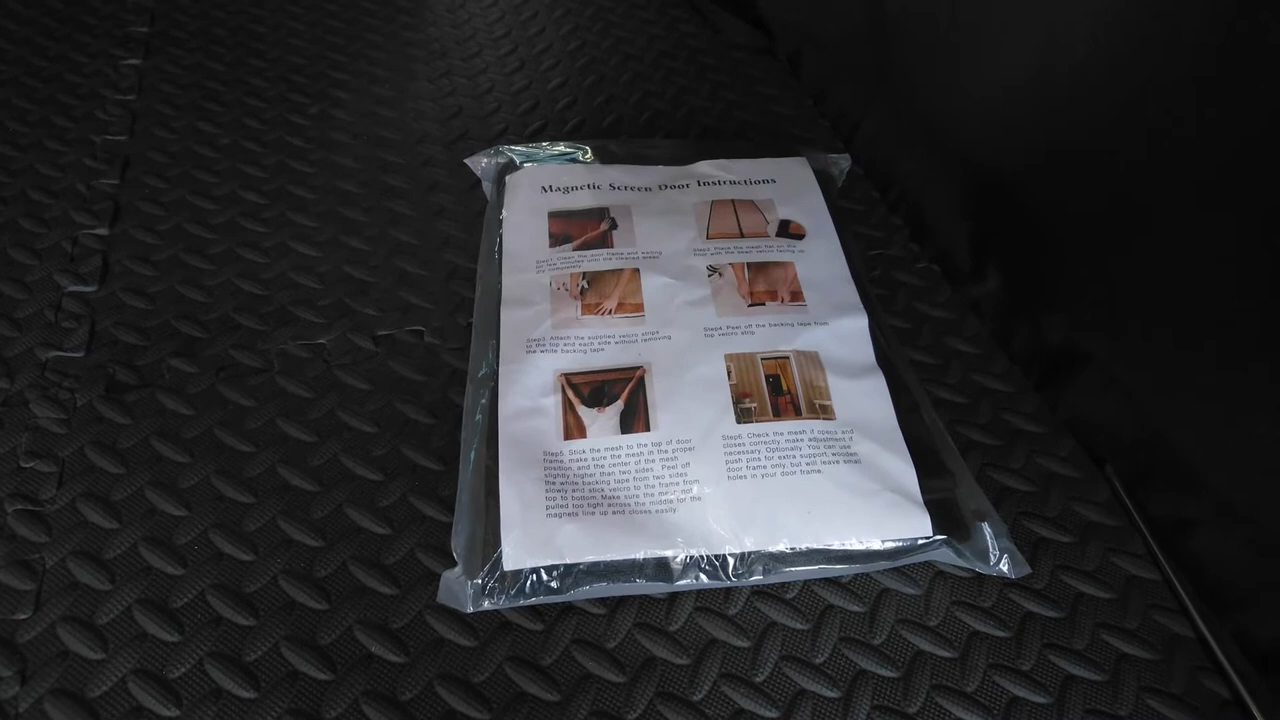 Magnetic Screen Door Instructions
Step1. Clean the door frame and waiting
for few minutes until the cleaned areas
dry completely.
Step2. Place the mesh flat on the
floor with the seam velcro facing up
Step3. Attach the supplied velcro strips
to the top and each side without removing
the white backing tape.
Step4. Peel off the backing tape from
top velcro strip.
Step5. Stick the mesh to the top of door
frame, make sure the mesh in the proper
position, and the center of the mesh
slightly higher than two sides . Peel off
the white backing tape from two sides
slowly and stick velcro to the frame from
top to bottom. Make sure the mesh not
pulled too tight across the middle for the
magnets line up and closes easily.
Step6. Check the mesh if opens and
closes correctly, make adjustment if
necessary. Optionally: You can use
push pins for extra support, wooden
door frame only, but will leave small
holes in your door frame.